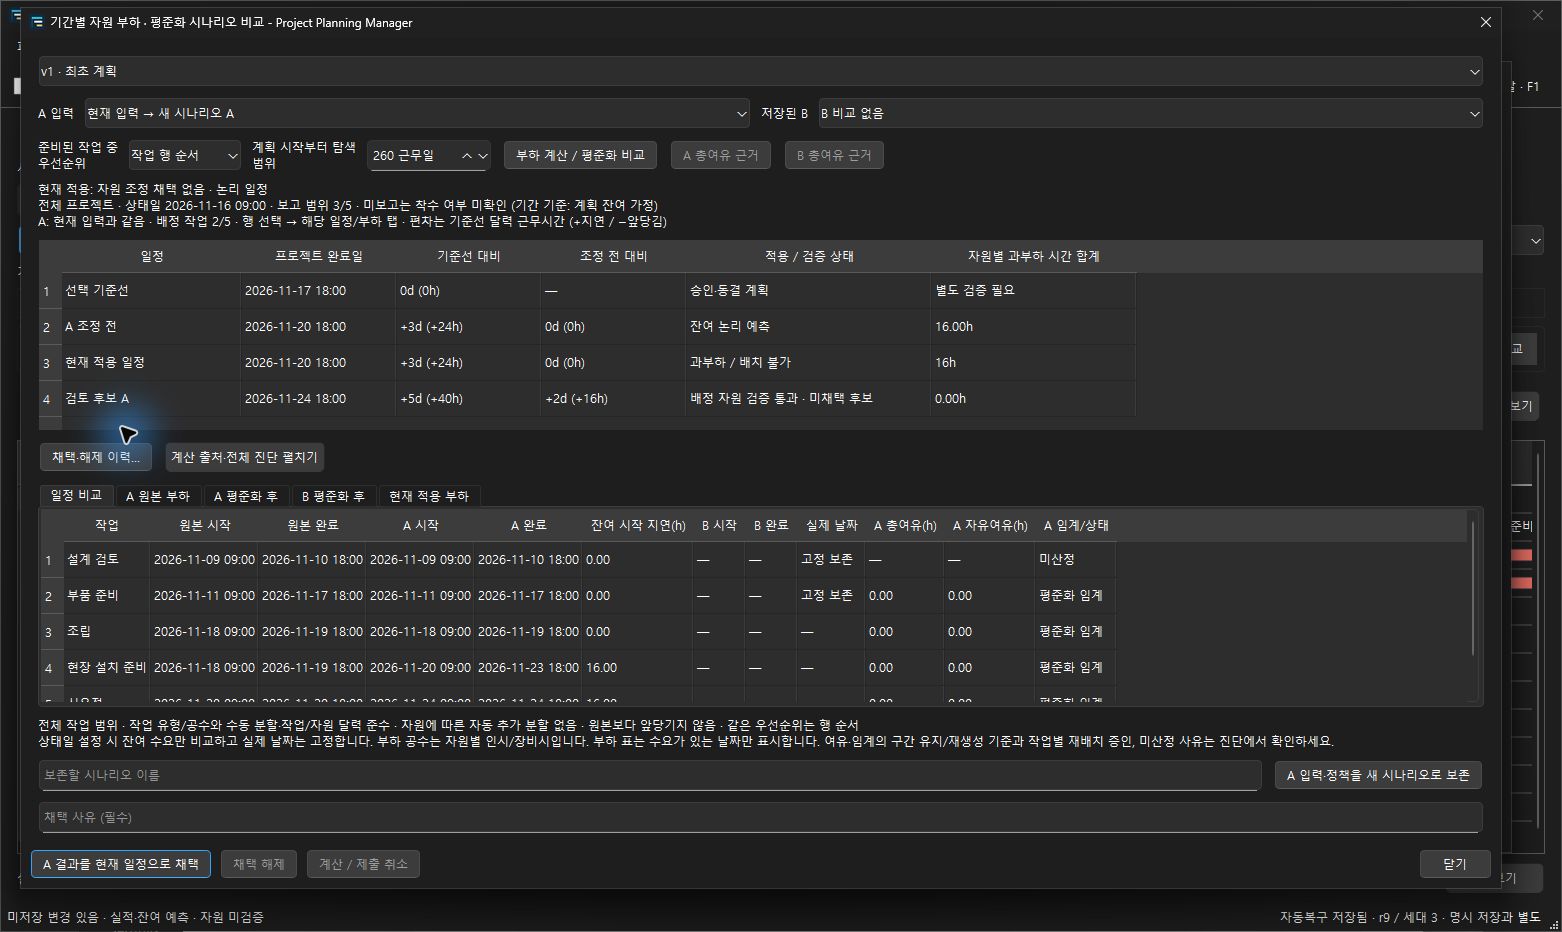 기간별 자원 부하 · 평준화 시나리오 비교 - Project Planning Manager
v1 · 최초 계획
· F1
A 입력
현재 입력 → 새 시나리오 A
저장된 B
B 비교 없음
준비된 작업 중 우선순위
작업 행 순서
계획 시작부터 탐색 범위
260 근무일
부하 계산 / 평준화 비교
A 총여유 근거
B 총여유 근거
현재 적용: 자원 조정 채택 없음 · 논리 일정
전체 프로젝트 · 상태일 2026-11-16 09:00 · 보고 범위 3/5 · 미보고는 착수 여부 미확인 (기간 기준: 계획 잔여 가정)
A: 현재 입력과 같음 · 배정 작업 2/5 · 행 선택 → 해당 일정/부하 탭 · 편차는 기준선 달력 근무시간 (+지연 / −앞당김)
일정 프로젝트 완료일 기준선 대비 조정 전 대비 적용 / 검증 상태 자원별 과부하 시간 합계
1 선택 기준선 2026-11-17 18:00 0d (0h) — 승인·동결 계획 별도 검증 필요
2 A 조정 전 2026-11-20 18:00 +3d (+24h) 0d (0h) 잔여 논리 예측 16.00h
3 현재 적용 일정 2026-11-20 18:00 +3d (+24h) 0d (0h) 과부하 / 배치 불가 16h
4 검토 후보 A 2026-11-24 18:00 +5d (+40h) +2d (+16h) 배정 자원 검증 통과 · 미채택 후보 0.00h
교
보기
채택·해제 이력...
계산 출처·전체 진단 펼치기
일정 비교 A 원본 부하 A 평준화 후 B 평준화 후 현재 적용 부하
작업 원본 시작 원본 완료 A 시작 A 완료 잔여 시작 지연(h) B 시작 B 완료 실제 날짜 A 총여유(h) A 자유여유(h) A 임계/상태
준비
1 설계 검토 2026-11-09 09:00 2026-11-10 18:00 2026-11-09 09:00 2026-11-10 18:00 0.00 — — 고정 보존 — — 미산정
2 부품 준비 2026-11-11 09:00 2026-11-17 18:00 2026-11-11 09:00 2026-11-17 18:00 0.00 — — 고정 보존 0.00 0.00 평준화 임계
3 조립 2026-11-18 09:00 2026-11-19 18:00 2026-11-18 09:00 2026-11-19 18:00 0.00 — — — 0.00 0.00 평준화 임계
4 현장 설치 준비 2026-11-18 09:00 2026-11-19 18:00 2026-11-20 09:00 2026-11-23 18:00 16.00 — — — 0.00 0.00 평준화 임계
전체 작업 범위 · 작업 유형/공수와 수동 분할·작업/자원 달력 준수 · 자원에 따른 자동 추가 분할 없음 · 원본보다 앞당기지 않음 · 같은 우선순위는 행 순서
상태일 설정 시 잔여 수요만 비교하고 실제 날짜는 고정합니다. 부하 공수는 자원별 인시/장비시입니다. 부하 표는 수요가 있는 날짜만 표시합니다. 여유·임계의 구간 유지/재생성 기준과 작업별 재배치 증인, 미산정 사유는 진단에서 확인하세요.
보존할 시나리오 이름
A 입력·정책을 새 시나리오로 보존
채택 사유 (필수)
A 결과를 현재 일정으로 채택
채택 해제
계산 / 제출 취소
닫기
미저장 변경 있음 · 실적·잔여 예측 · 자원 미검증
자동복구 저장됨 · r9 / 세대 3 · 명시 저장과 별도